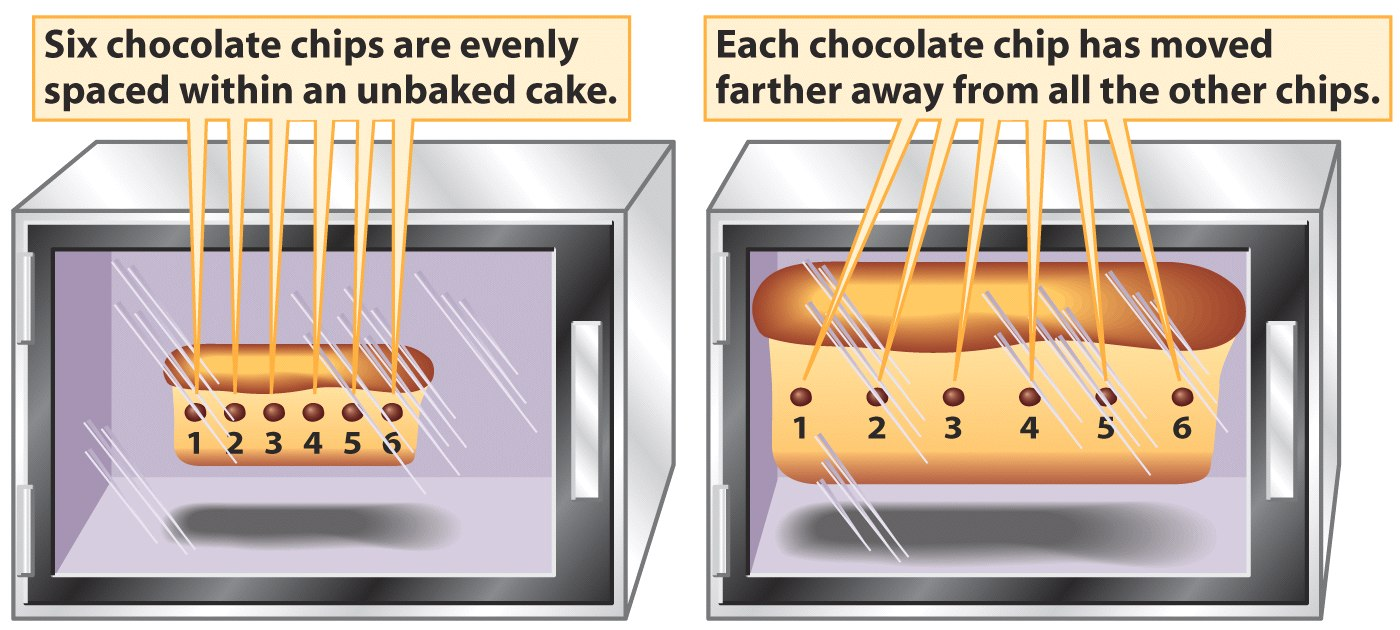 Six chocolate chips are evenly
spaced within an unbaked cake.
Each chocolate chip has moved
farther away from all the other chips.
1 2 3 4 5 6
1 2 3 4 5 6